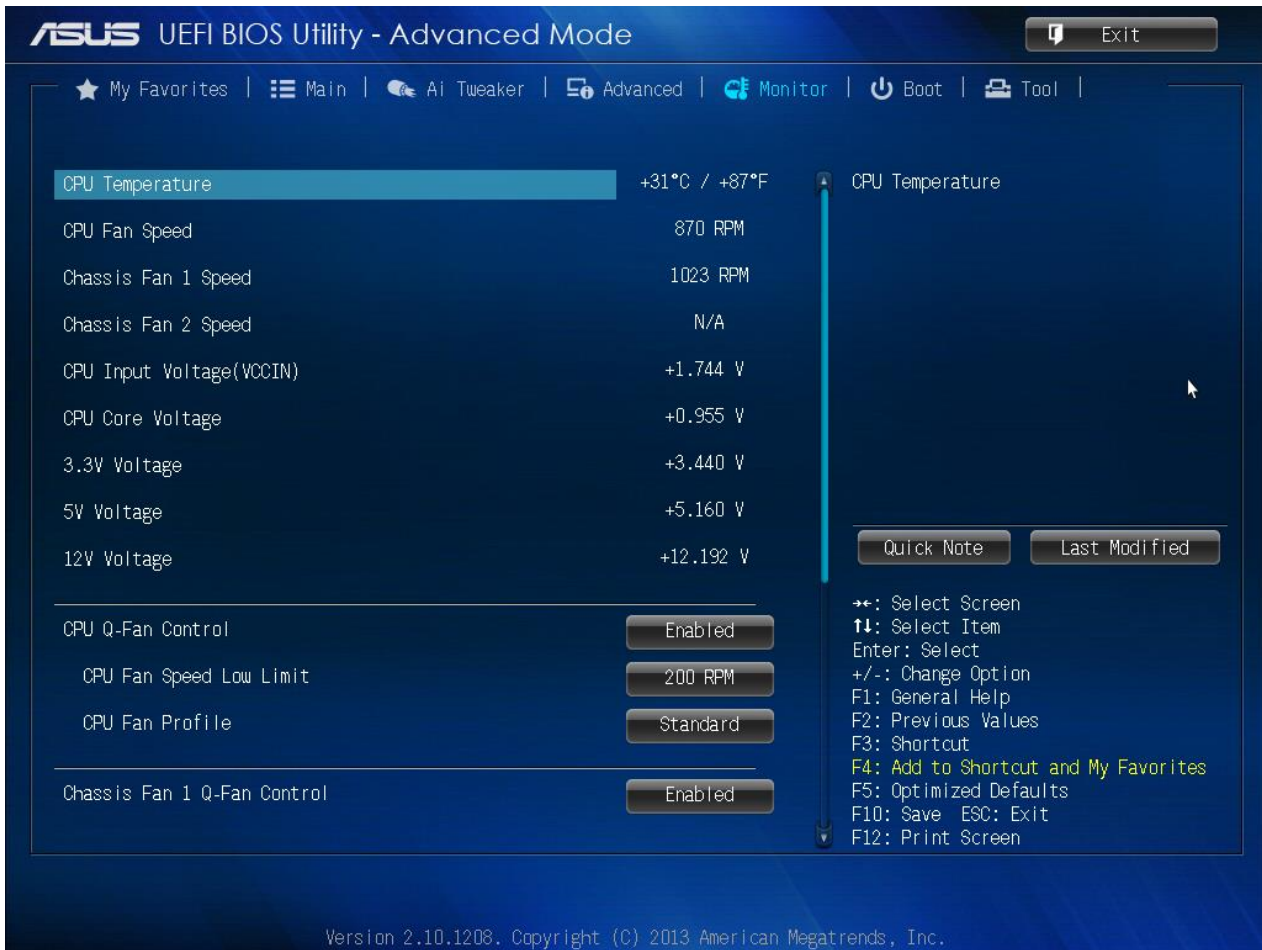 ASUS UEFI BIOS Utility - Advanced Mode
Exit
My Favorites | Main | Ai Tweaker | Advanced | Monitor | Boot | Tool |
CPU Temperature +31°C / +87°F
CPU Fan Speed 870 RPM
Chassis Fan 1 Speed 1023 RPM
Chassis Fan 2 Speed N/A
CPU Input Voltage(VCCIN) +1.744 V
CPU Core Voltage +0.955 V
3.3V Voltage +3.440 V
5V Voltage +5.160 V
12V Voltage +12.192 V
CPU Q-Fan Control Enabled
CPU Fan Speed Low Limit 200 RPM
CPU Fan Profile Standard
Chassis Fan 1 Q-Fan Control Enabled
CPU Temperature
Quick Note Last Modified
→←: Select Screen
↑↓: Select Item
Enter: Select
+/-: Change Option
F1: General Help
F2: Previous Values
F3: Shortcut
F4: Add to Shortcut and My Favorites
F5: Optimized Defaults
F10: Save ESC: Exit
F12: Print Screen
Version 2.10.1208. Copyright (C) 2013 American Megatrends, Inc.